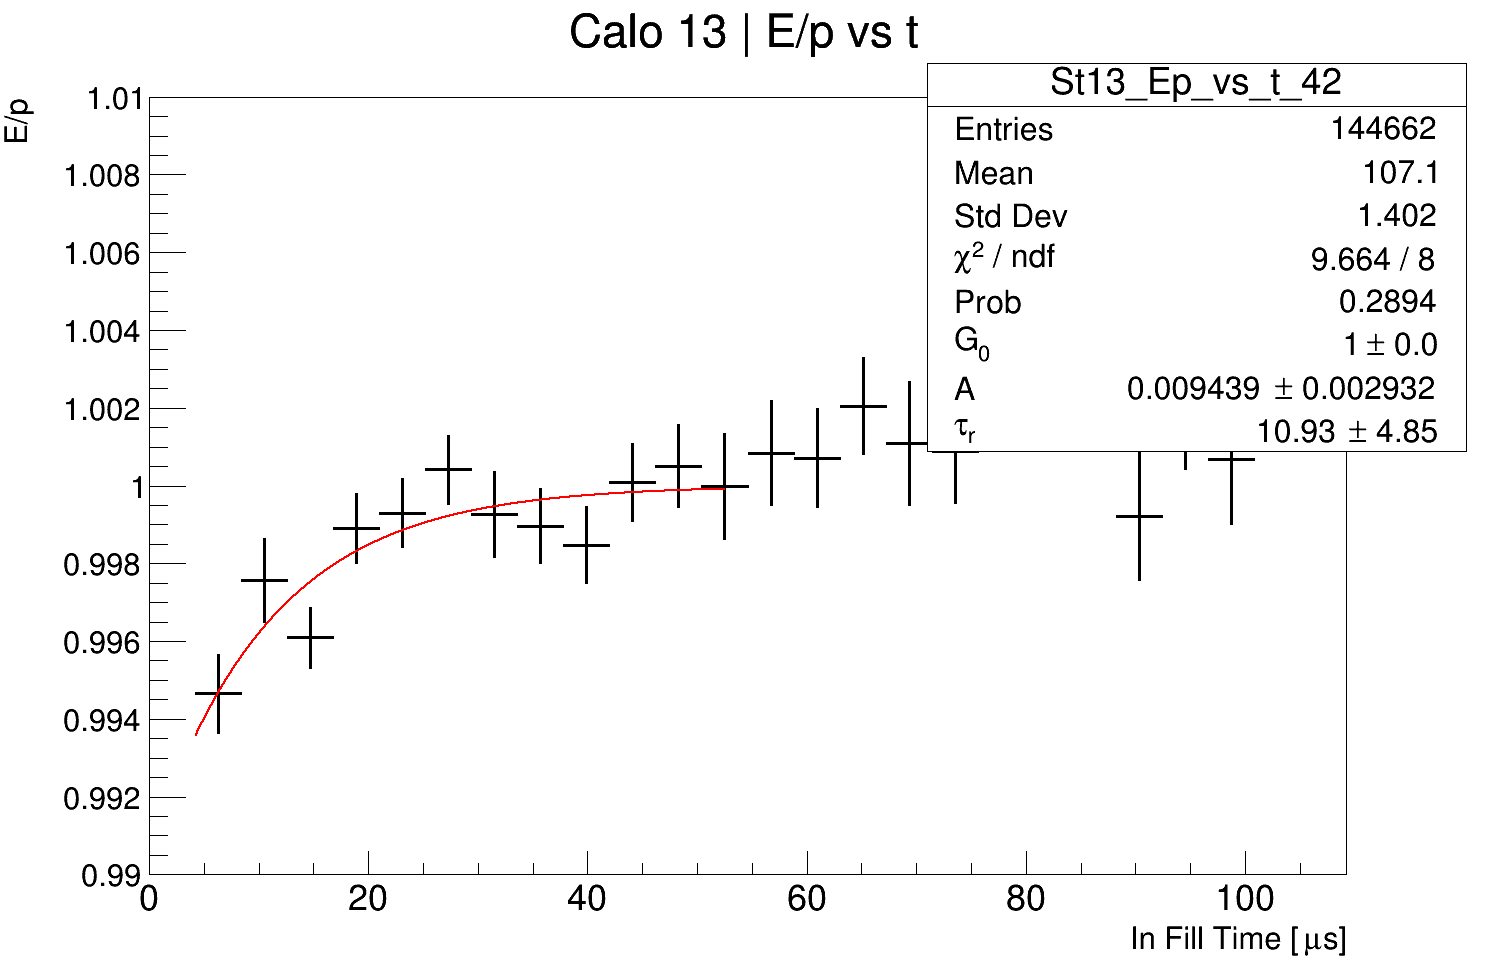 Calo 13 | E/p vs t
St13_Ep_vs_t_42
Entries 144662
Mean 107.1
Std Dev 1.402
χ² / ndf 9.664 / 8
Prob 0.2894
G₀ 1 ± 0.0
A 0.009439 ± 0.002932
τᵣ 10.93 ± 4.85
E/p
1.01
1.008
1.006
1.004
1.002
1
0.998
0.996
0.994
0.992
0.99
0 20 40 60 80 100
In Fill Time [μs]